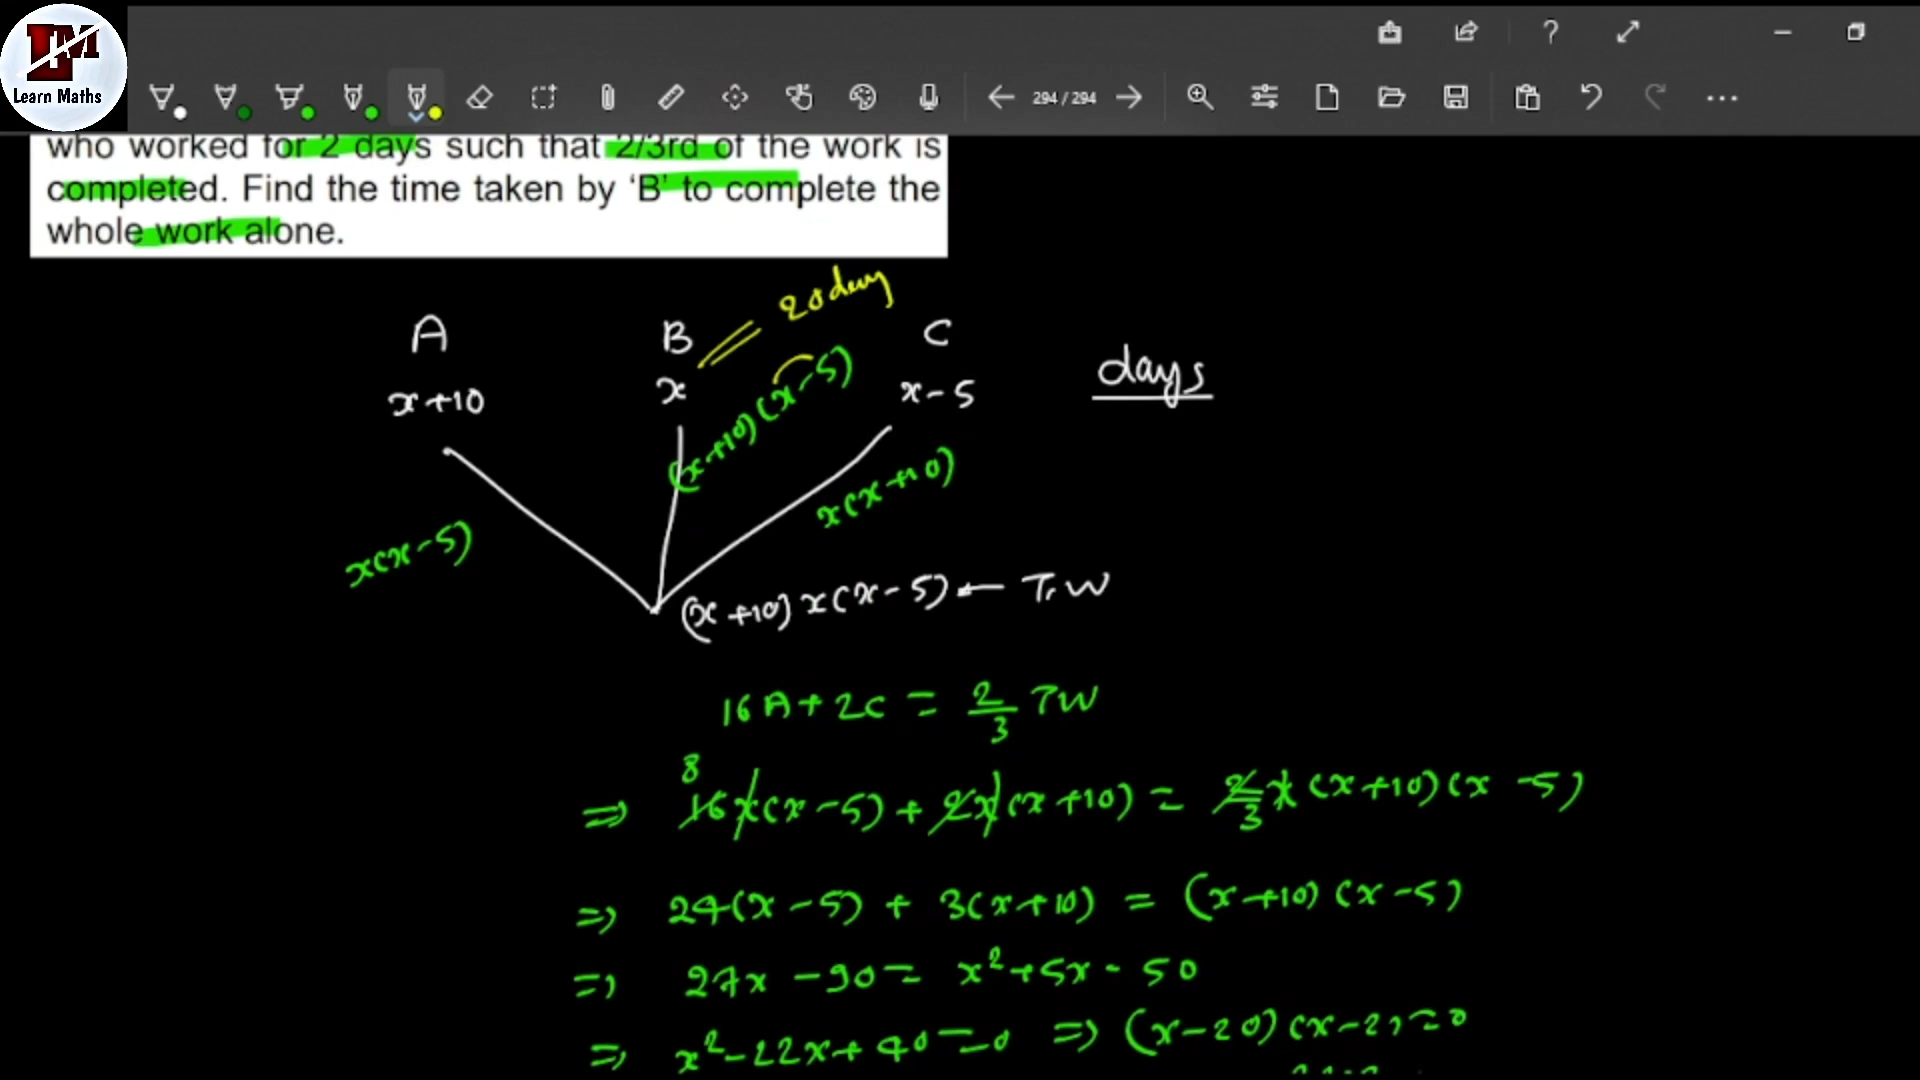 LM
Learn Maths
294 / 294
who worked for 2 days such that 2/3rd of the work is
completed. Find the time taken by ‘B’ to complete the
whole work alone.
A B = 20 day C
x+10 x x-5 days
(x+10)(x-5)
x(x+10)
x(x-5)
(x+10)x(x-5) ← T.W
16A+2C = 2/3 TW
8
⇒ 16x(x-5) + 2x(x+10) = 2/3 x(x+10)(x-5)
⇒ 24(x-5) + 3(x+10) = (x+10)(x-5)
⇒ 27x-90 = x²+5x-50
⇒ x²-22x+40=0 ⇒ (x-20)(x-2)=0